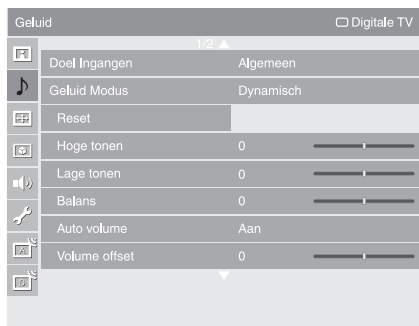 Geluid Digitale TV
1/2
Doel Ingangen Algemeen
Geluid Modus Dynamisch
Reset
Hoge tonen 0
Lage tonen 0
Balans 0
Auto volume Aan
Volume offset 0
A